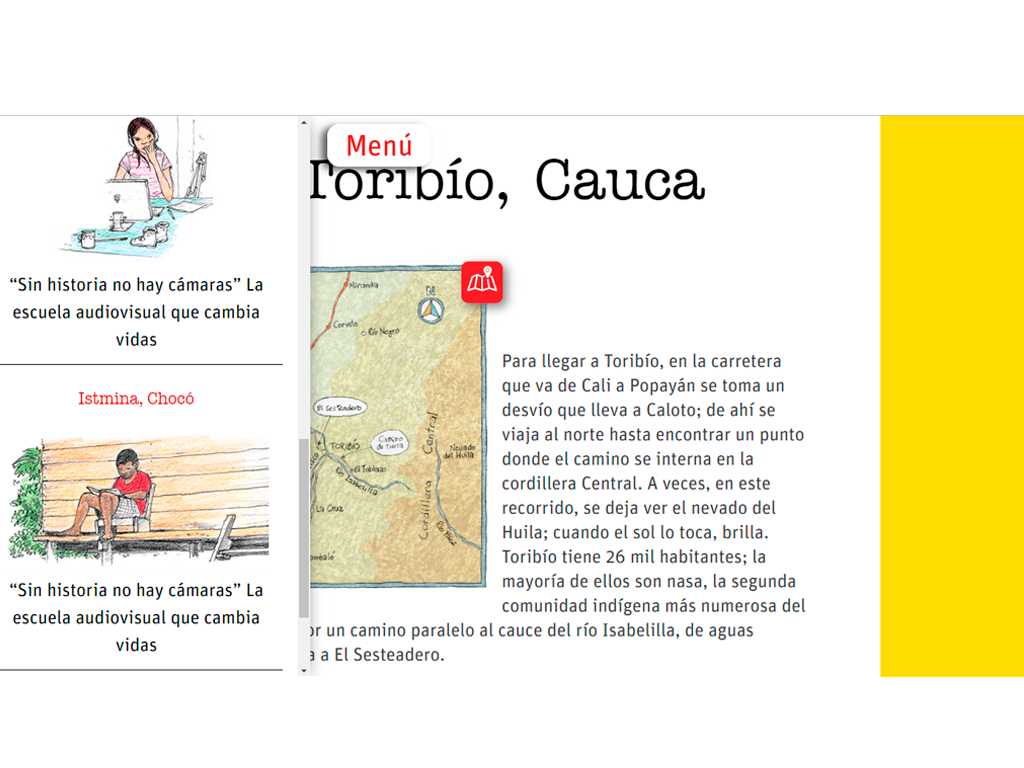 “Sin historia no hay cámaras” La
escuela audiovisual que cambia
vidas
Istmina, Chocó
“Sin historia no hay cámaras” La
escuela audiovisual que cambia
vidas
Menú
Toribío, Cauca
Miranda
Corinto
Río Negro
El Sesteadero
Camino
de tierra
TORIBÍO
El Tablazo
Río Isabelilla
La Cruz
Cordillera Central
Nevado
del Huila
Para llegar a Toribío, en la carretera
que va de Cali a Popayán se toma un
desvío que lleva a Caloto; de ahí se
viaja al norte hasta encontrar un punto
donde el camino se interna en la
cordillera Central. A veces, en este
recorrido, se deja ver el nevado del
Huila; cuando el sol lo toca, brilla.
Toribío tiene 26 mil habitantes; la
mayoría de ellos son nasa, la segunda
comunidad indígena más numerosa del
un camino paralelo al cauce del río Isabelilla, de aguas
a El Sesteadero.